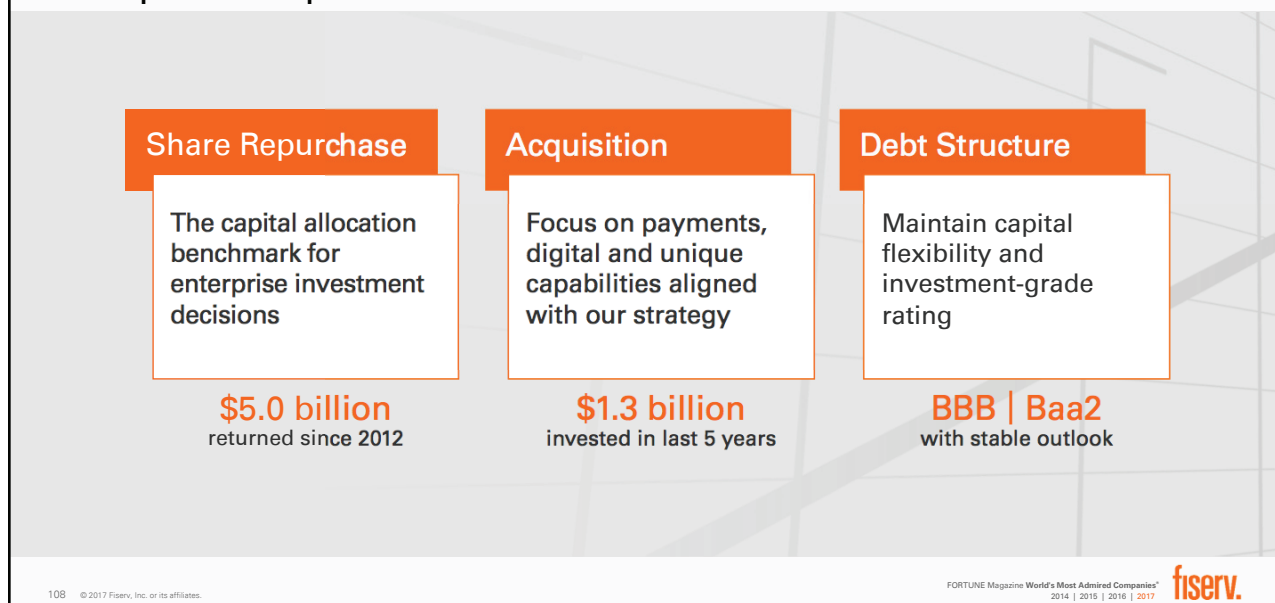 Share Repurchase
The capital allocation
benchmark for
enterprise investment
decisions
$5.0 billion
returned since 2012
Acquisition
Focus on payments,
digital and unique
capabilities aligned
with our strategy
$1.3 billion
invested in last 5 years
Debt Structure
Maintain capital
flexibility and
investment-grade
rating
BBB | Baa2
with stable outlook
108 © 2017 Fiserv, Inc. or its affiliates.
FORTUNE Magazine World's Most Admired Companies®
2014 | 2015 | 2016 | 2017
fiserv.